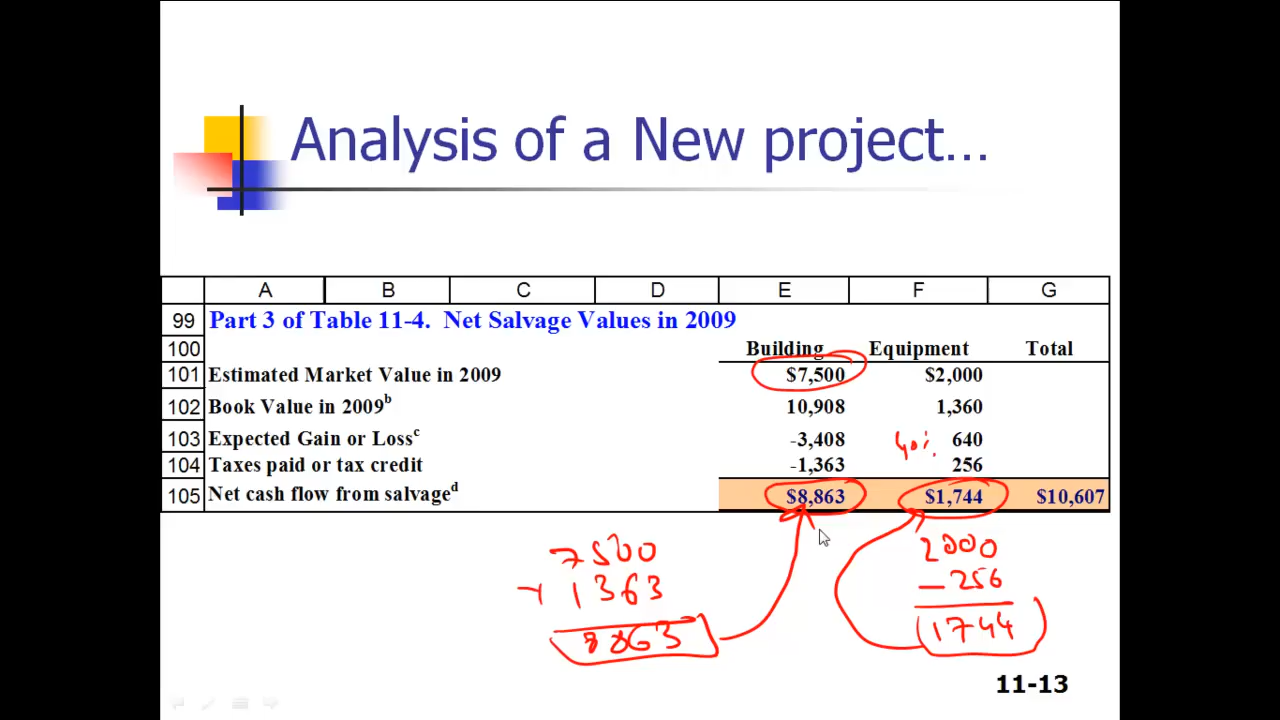 Analysis of a New project...
A B C D E F G
99 Part 3 of Table 11-4. Net Salvage Values in 2009
100 Building Equipment Total
101 Estimated Market Value in 2009 $7,500 $2,000
102 Book Value in 2009b 10,908 1,360
103 Expected Gain or Lossc -3,408 40% 640
104 Taxes paid or tax credit -1,363 256
105 Net cash flow from salvaged $8,863 $1,744 $10,607
7500 2000
+ 1363 - 256
8863 1744
11-13